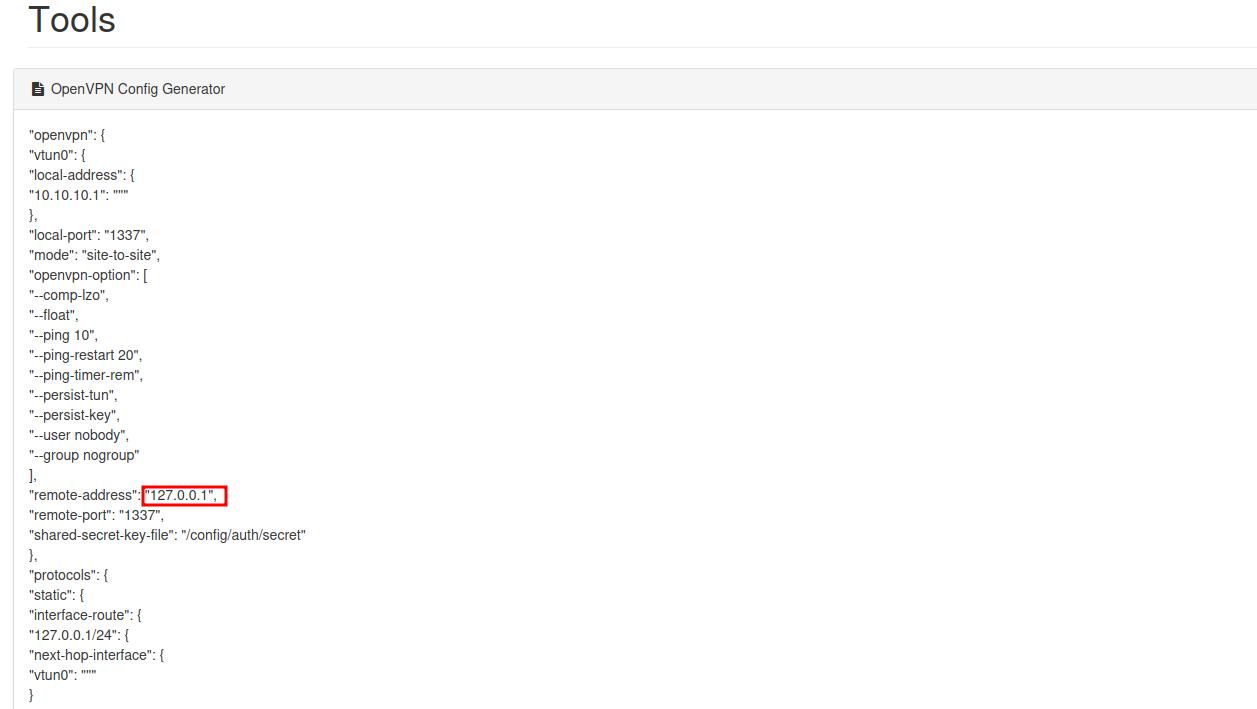 Tools
OpenVPN Config Generator
"openvpn": {
"vtun0": {
"local-address": {
"10.10.10.1": """
},
"local-port": "1337",
"mode": "site-to-site",
"openvpn-option": [
"--comp-lzo",
"--float",
"--ping 10",
"--ping-restart 20",
"--ping-timer-rem",
"--persist-tun",
"--persist-key",
"--user nobody",
"--group nogroup"
],
"remote-address": "127.0.0.1",
"remote-port": "1337",
"shared-secret-key-file": "/config/auth/secret"
},
"protocols": {
"static": {
"interface-route": {
"127.0.0.1/24": {
"next-hop-interface": {
"vtun0": """
}